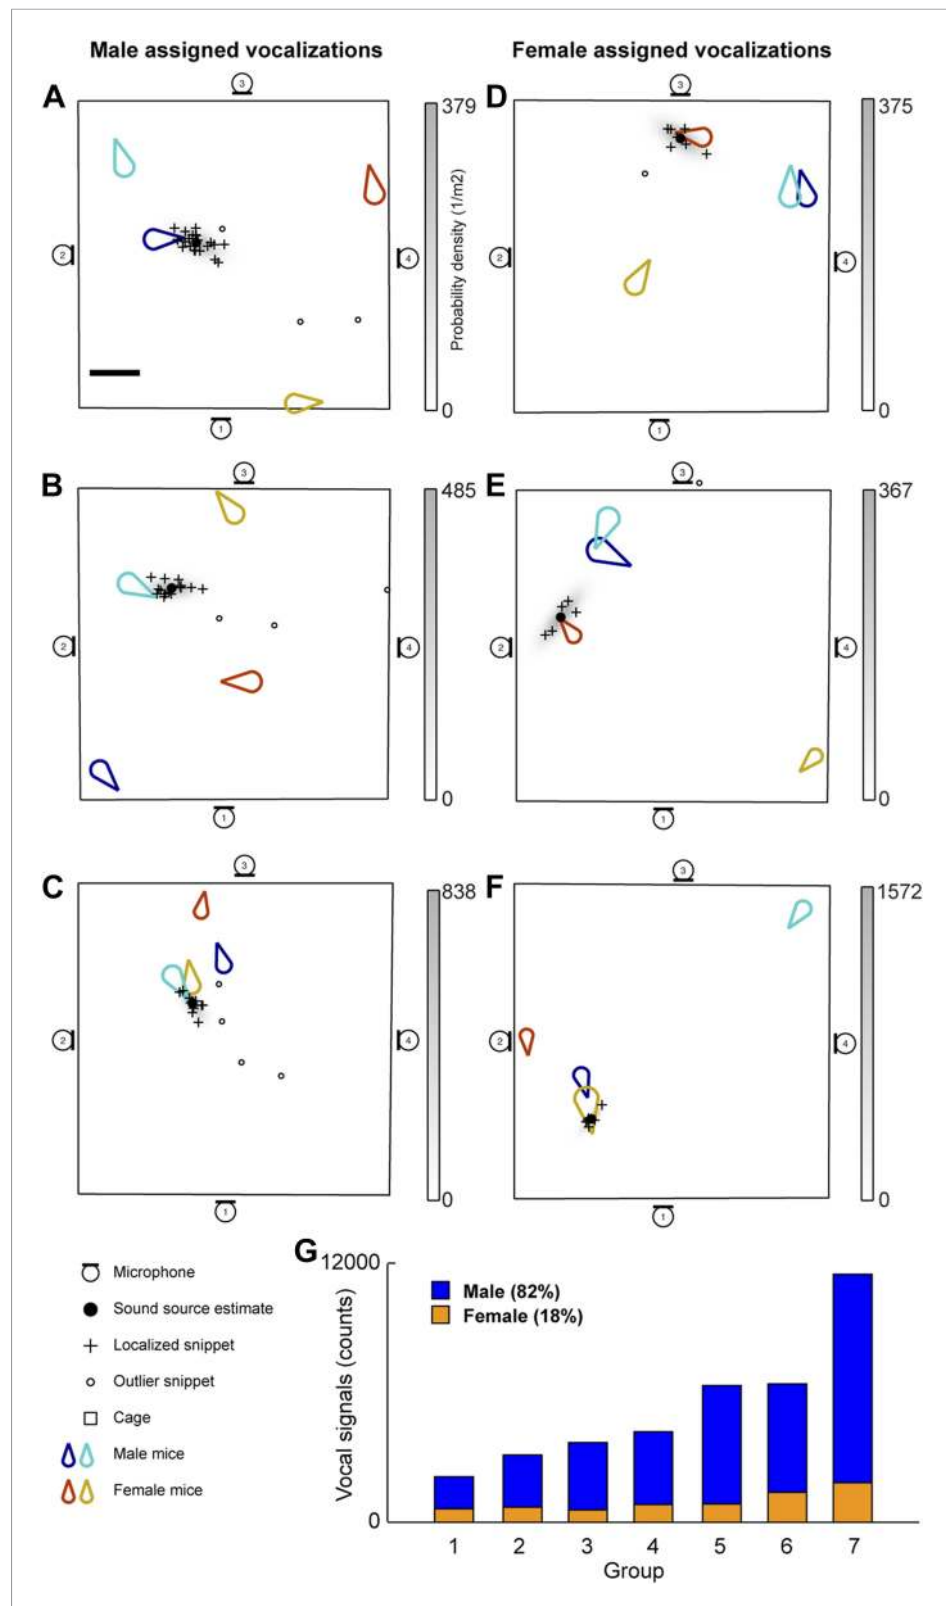 Male assigned vocalizations
Female assigned vocalizations
A
3
379
2
4
Probability density (1/m2)
1
0
D
3
375
2
4
1
0
B
3
485
2
4
1
0
E
3
367
2
4
1
0
C
3
838
2
4
1
0
F
3
1572
2
4
1
0
Microphone
Sound source estimate
Localized snippet
Outlier snippet
Cage
Male mice
Female mice
G
12000
Male (82%)
Female (18%)
Vocal signals (counts)
0
1 2 3 4 5 6 7
Group